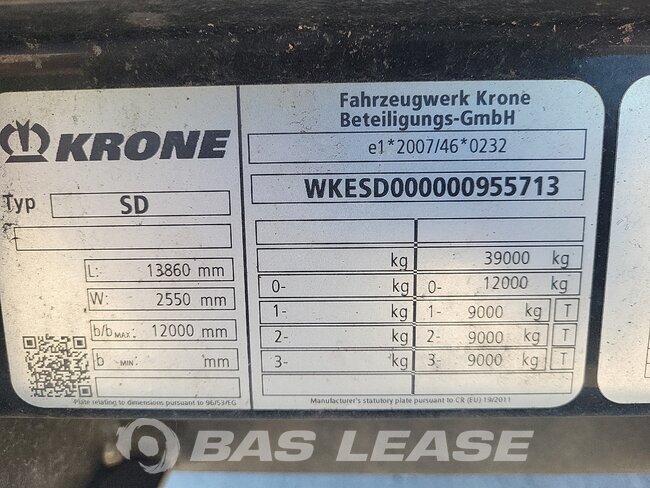 KRONE
Typ SD
L: 13860 mm
W: 2550 mm
b/b MAX: 12000 mm
b MIN: mm
Plate relating to dimensions pursuant to 96/53/EG
Fahrzeugwerk Krone
Beteiligungs-GmbH
e1*2007/46*0232
WKESD000000955713
kg 39000 kg
0- kg 0- 12000 kg
1- kg 1- 9000 kg T
2- kg 2- 9000 kg T
3- kg 3- 9000 kg T
Manufacturer's statutory plate pursuant to CR (EU) 19/2011
BAS LEASE